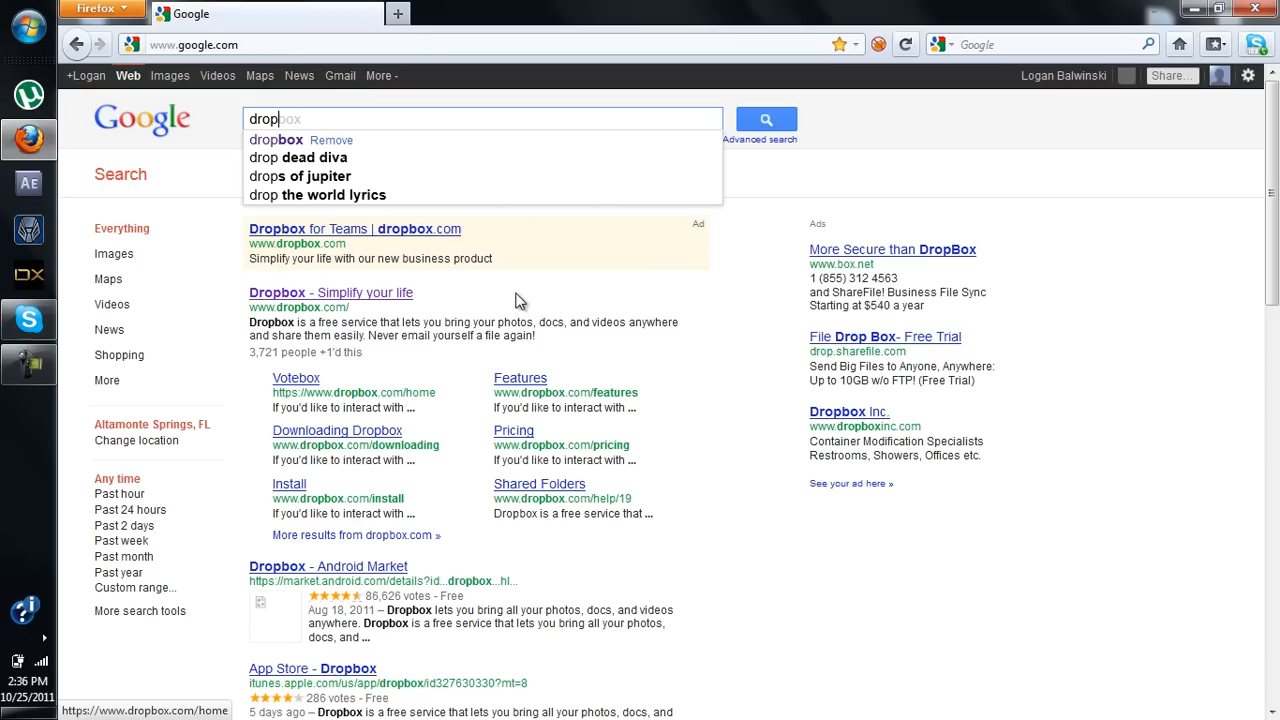 Firefox
Google
www.google.com
Google
+Logan Web Images Videos Maps News Gmail More -
Logan Balwinski
Share...
Google
dropbox
Advanced search
dropbox Remove
drop dead diva
drops of jupiter
drop the world lyrics
Search
Everything
Images
Maps
Videos
News
Shopping
More
Altamonte Springs, FL
Change location
Any time
Past hour
Past 24 hours
Past 2 days
Past week
Past month
Past year
Custom range...
More search tools
Dropbox for Teams | dropbox.com
Ad
www.dropbox.com
Simplify your life with our new business product
Dropbox - Simplify your life
www.dropbox.com/
Dropbox is a free service that lets you bring your photos, docs, and videos anywhere
and share them easily. Never email yourself a file again!
3,721 people +1'd this
Votebox
https://www.dropbox.com/home
If you'd like to interact with ...
Features
www.dropbox.com/features
If you'd like to interact with ...
Downloading Dropbox
www.dropbox.com/downloading
If you'd like to interact with ...
Pricing
www.dropbox.com/pricing
If you'd like to interact with ...
Install
www.dropbox.com/install
If you'd like to interact with ...
Shared Folders
www.dropbox.com/help/19
Dropbox is a free service that ...
More results from dropbox.com »
Dropbox - Android Market
https://market.android.com/details?id...dropbox...hl...
86,626 votes - Free
Aug 18, 2011 – Dropbox lets you bring all your photos, docs, and videos
anywhere. Dropbox is a free service that lets you bring all your photos,
docs, and ...
App Store - Dropbox
itunes.apple.com/us/app/dropbox/id327630330?mt=8
286 votes - Free
5 days ago – Dropbox is a free service that lets you bring all your photos, docs, and
Ads
More Secure than DropBox
www.box.net
1 (855) 312 4563
and ShareFile! Business File Sync
Starting at $540 a year
File Drop Box- Free Trial
drop.sharefile.com
Send Big Files to Anyone, Anywhere:
Up to 10GB w/o FTP! (Free Trial)
Dropbox Inc.
www.dropboxinc.com
Container Modification Specialists
Restrooms, Showers, Offices etc.
See your ad here »
Ae
DX
2:36 PM
10/25/2011
https://www.dropbox.com/home